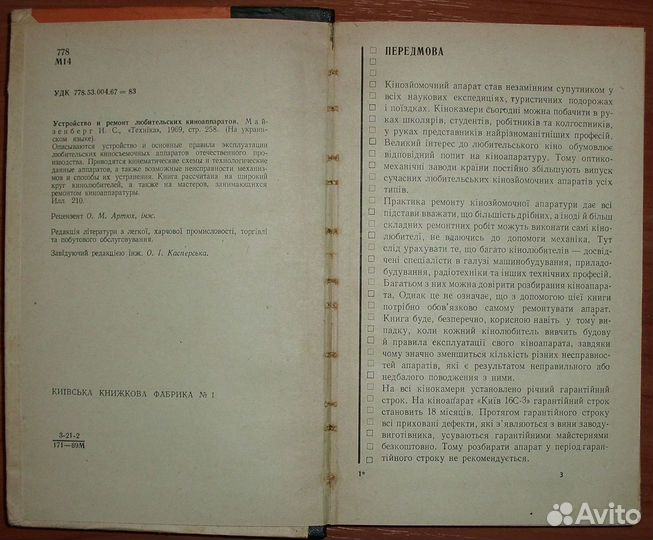 778
М14
УДК 778.53.004.67=83
Устройство и ремонт любительских киноаппаратов. Май-
зенберг И. С., «Технiка», 1969, стр. 258. (На украин-
ском языке).
Описываются устройство и основные правила эксплуатации
любительских киносъемочных аппаратов отечественного про-
изводства. Приводятся кинематические схемы и технологические
данные аппаратов, а также возможные неисправности механиз-
мов и способы их устранения. Книга рассчитана на широкий
круг кинолюбителей, а также на мастеров, занимающихся
ремонтом киноаппаратуры.
Илл. 210.
Рецензент О. М. Артюх, інж.
Редакція літератури з легкої, харчової промисловості, торгівлі
та побутового обслуговування.
Завідуючий редакцією інж. О. І. Касперська.
КИЇВСЬКА КНИЖКОВА ФАБРИКА № 1
3-21-2
171—89М
ПЕРЕДМОВА
Кінозйомочний апарат став незамінним супутником у
всіх наукових експедиціях, туристичних подорожах
і поїздках. Кінокамери сьогодні можна побачити в ру-
ках школярів, студентів, робітників та колгоспників,
у руках представників найрізноманітніших професій.
Великий інтерес до любительського кіно обумовлює
відповідний попит на кіноапаратуру. Тому оптико-
механічні заводи країни постійно збільшують випуск
сучасних любительських кінозйомочних апаратів усіх
типів.
Практика ремонту кінозйомочної апаратури дає всі
підстави вважати, що більшість дрібних, а іноді й більш
складних ремонтних робіт можуть виконати самі кіно-
любителі, не вдаючись до допомоги механіка. Тут
слід урахувати те, що багато кінолюбителів — досвід-
чені спеціалісти в галузі машинобудування, приладо-
будування, радіотехніки та інших технічних професій.
Багатьом з них можна довірити розбирання кіноапара-
та. Однак це не означає, що з допомогою цієї книги
потрібно обов'язково самому ремонтувати апарат.
Книга буде, безперечно, корисною навіть у тому ви-
падку, коли кожний кінолюбитель вивчить будову
й правила експлуатації свого кіноапарата, завдяки
чому значно зменшиться кількість різних несправнос-
тей апаратів, які є результатом неправильного або
недбалого поводження з ними.
На всі кінокамери установлено річний гарантійний
строк. На кіноапарат «Київ 16С-3» гарантійний строк
становить 18 місяців. Протягом гарантійного строку
всі приховані дефекти, які з'являються з вини заводу-
виготівника, усуваються гарантійними майстернями
безкоштовно. Тому розбирати апарат у період гаран-
тійного строку не рекомендується.
1*
3
Avito